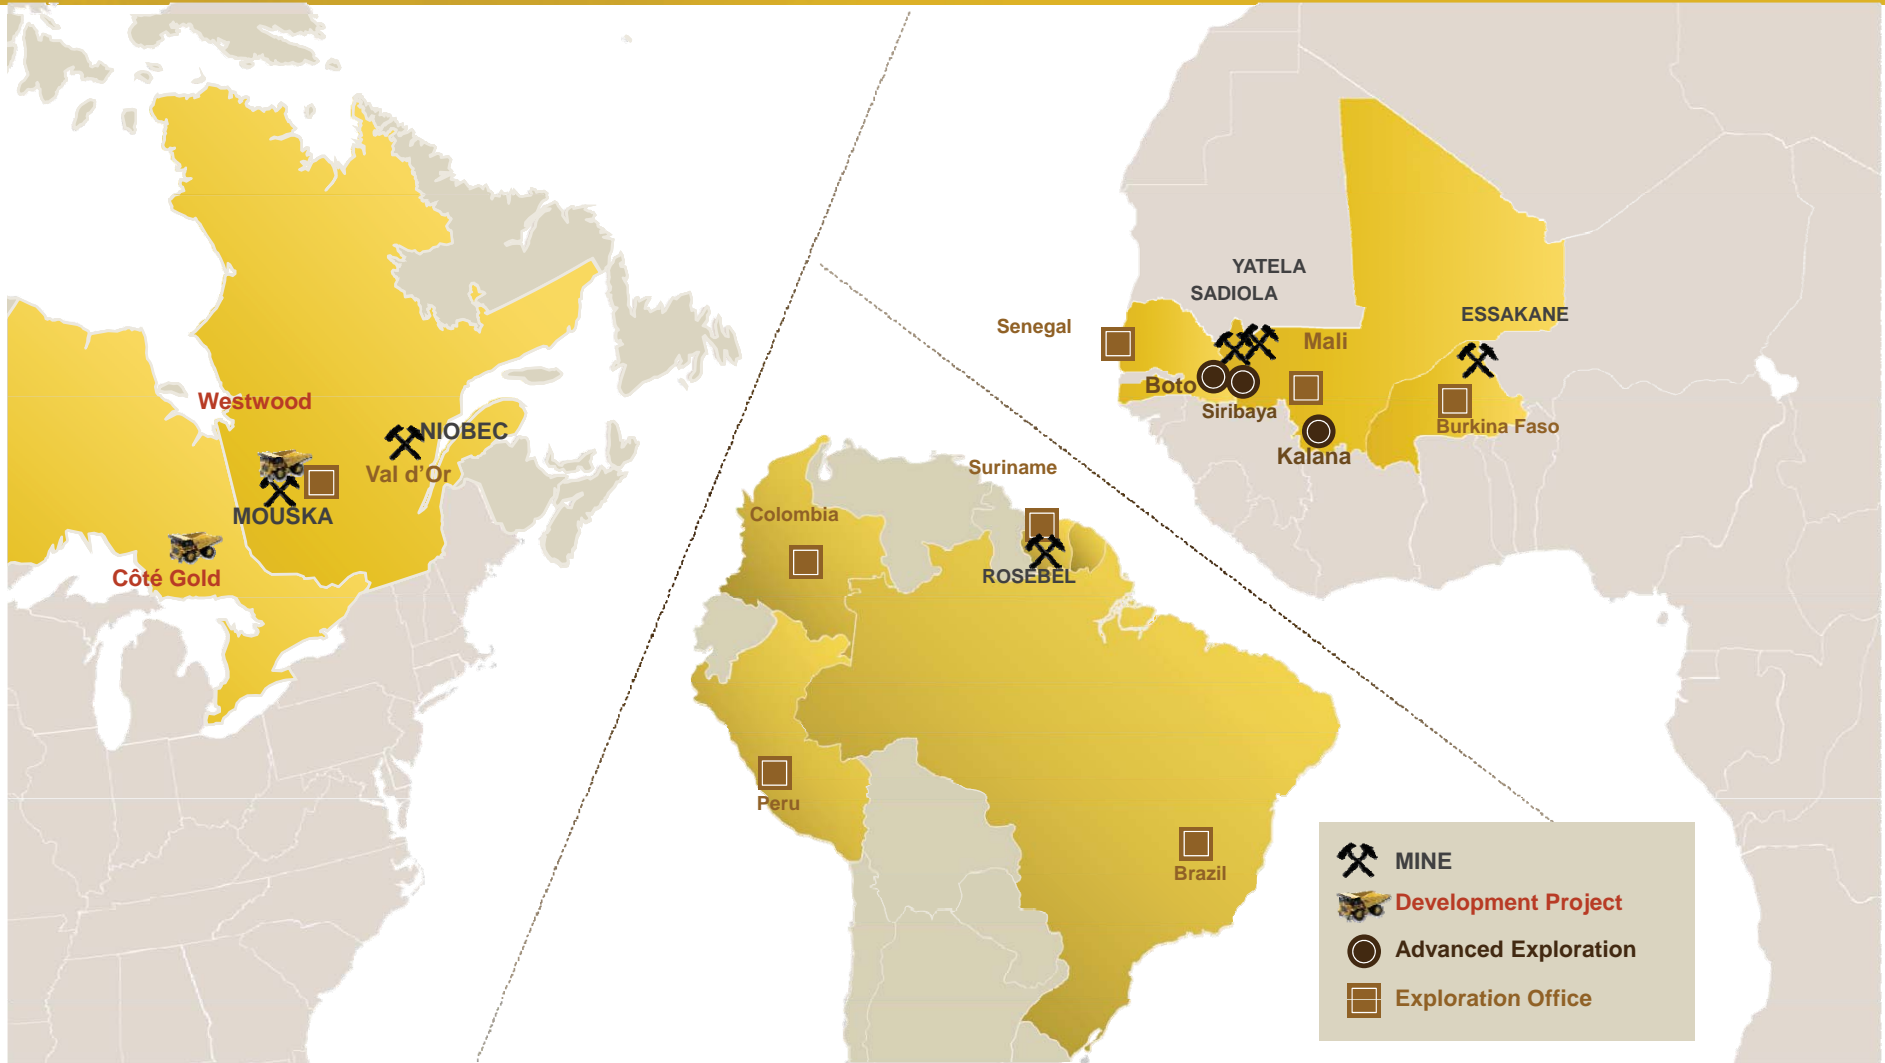 Westwood
NIOBEC
Val d'Or
MOUSKA
Côté Gold
Suriname
Colombia
ROSEBEL
Peru
Brazil
YATELA
SADIOLA
ESSAKANE
Senegal
Mali
Boto
Siribaya
Burkina Faso
Kalana
MINE
Development Project
Advanced Exploration
Exploration Office